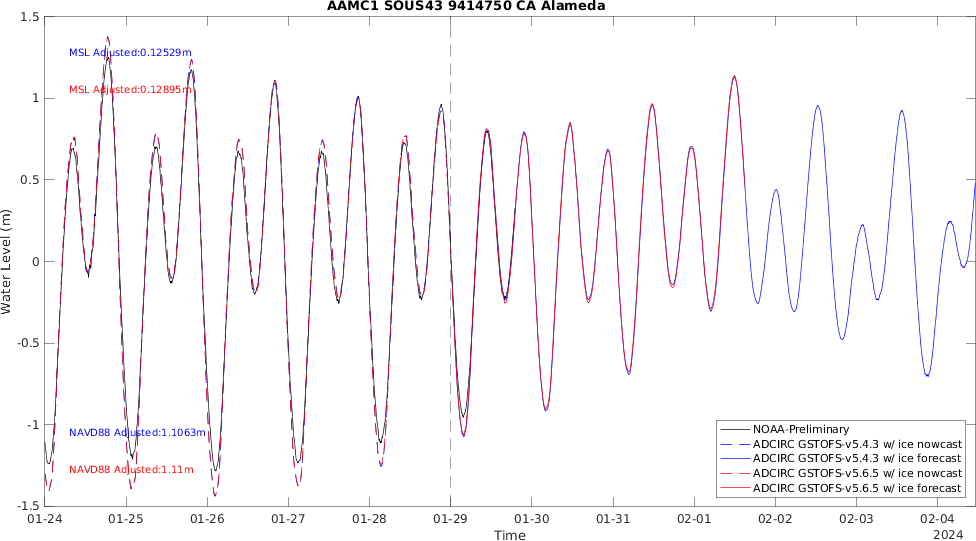 AAMC1 SOUS43 9414750 CA Alameda
1.5
1
0.5
0
-0.5
-1
-1.5
Water Level (m)
MSL Adjusted:0.12529m
MSL Adjusted:0.12895m
NAVD88 Adjusted:1.1063m
NAVD88 Adjusted:1.11m
NOAA-Preliminary
ADCIRC GSTOFS-v5.4.3 w/ ice nowcast
ADCIRC GSTOFS-v5.4.3 w/ ice forecast
ADCIRC GSTOFS-v5.6.5 w/ ice nowcast
ADCIRC GSTOFS-v5.6.5 w/ ice forecast
01-24 01-25 01-26 01-27 01-28 01-29 01-30 01-31 02-01 02-02 02-03 02-04
Time
2024